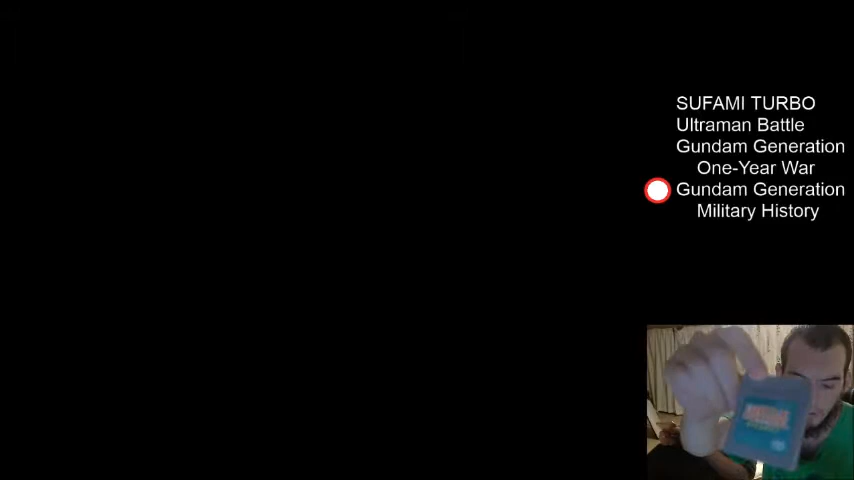 SUFAMI TURBO
Ultraman Battle
Gundam Generation
One-Year War
Gundam Generation
Military History